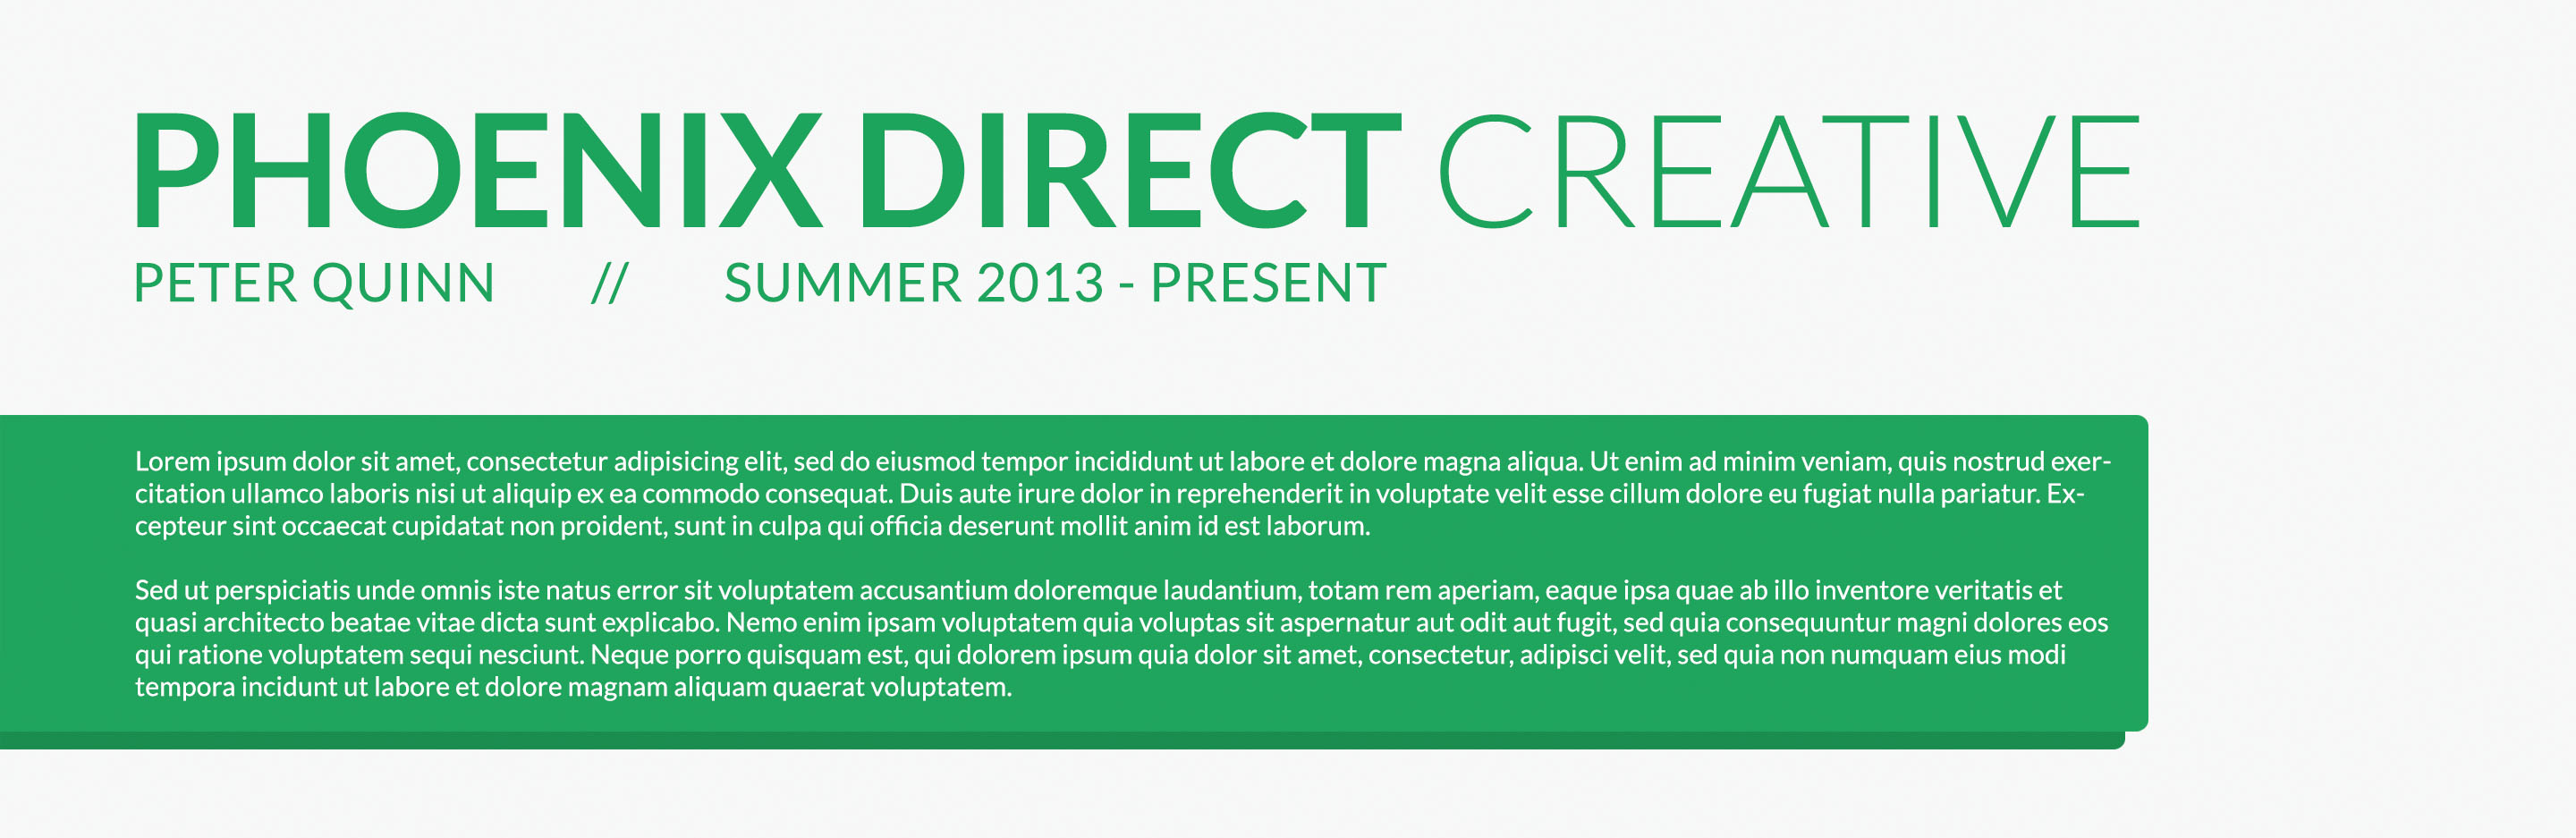 PHOENIX DIRECT CREATIVE
PETER QUINN // SUMMER 2013 - PRESENT
Lorem ipsum dolor sit amet, consectetur adipisicing elit, sed do eiusmod tempor incididunt ut labore et dolore magna aliqua. Ut enim ad minim veniam, quis nostrud exer-
citation ullamco laboris nisi ut aliquip ex ea commodo consequat. Duis aute irure dolor in reprehenderit in voluptate velit esse cillum dolore eu fugiat nulla pariatur. Ex-
cepteur sint occaecat cupidatat non proident, sunt in culpa qui officia deserunt mollit anim id est laborum.
Sed ut perspiciatis unde omnis iste natus error sit voluptatem accusantium doloremque laudantium, totam rem aperiam, eaque ipsa quae ab illo inventore veritatis et
quasi architecto beatae vitae dicta sunt explicabo. Nemo enim ipsam voluptatem quia voluptas sit aspernatur aut odit aut fugit, sed quia consequuntur magni dolores eos
qui ratione voluptatem sequi nesciunt. Neque porro quisquam est, qui dolorem ipsum quia dolor sit amet, consectetur, adipisci velit, sed quia non numquam eius modi
tempora incidunt ut labore et dolore magnam aliquam quaerat voluptatem.